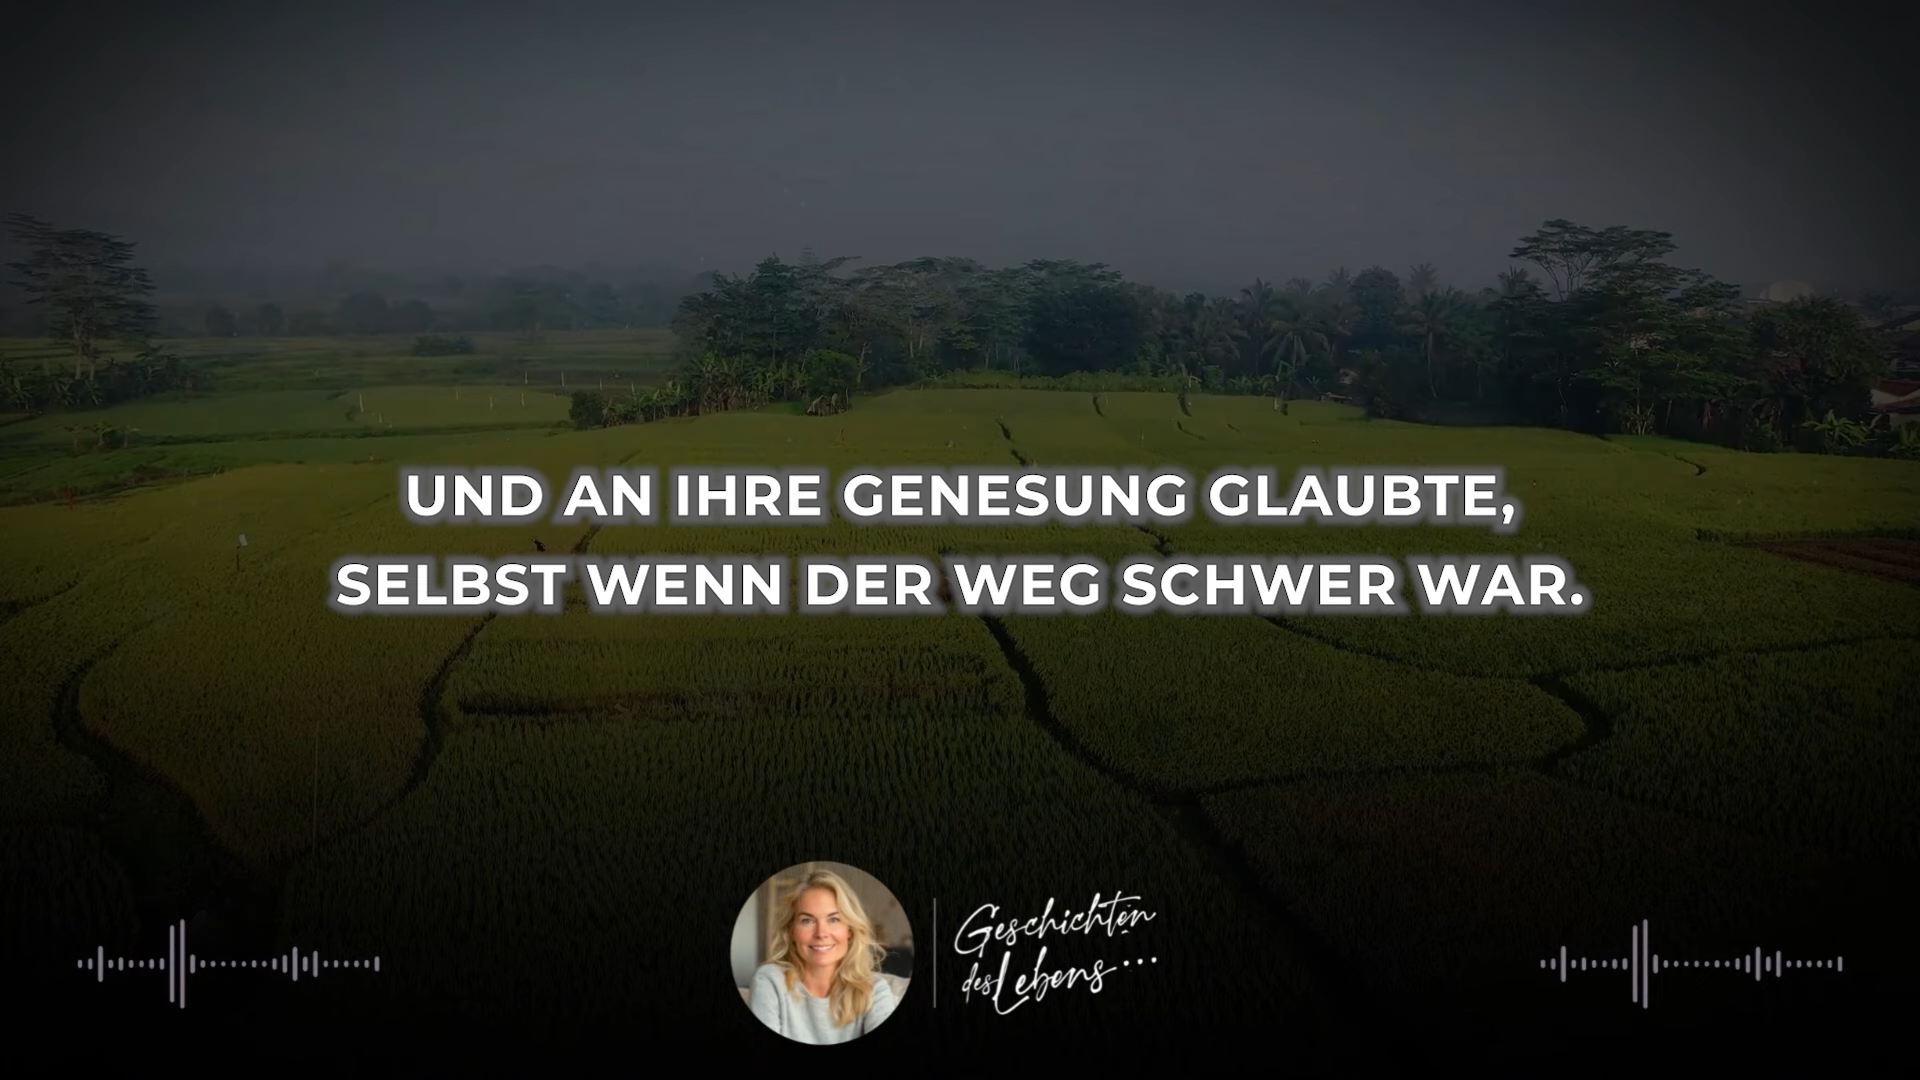 UND AN IHRE GENESUNG GLAUBTE,
SELBST WENN DER WEG SCHWER WAR.
Geschichten
des Lebens...